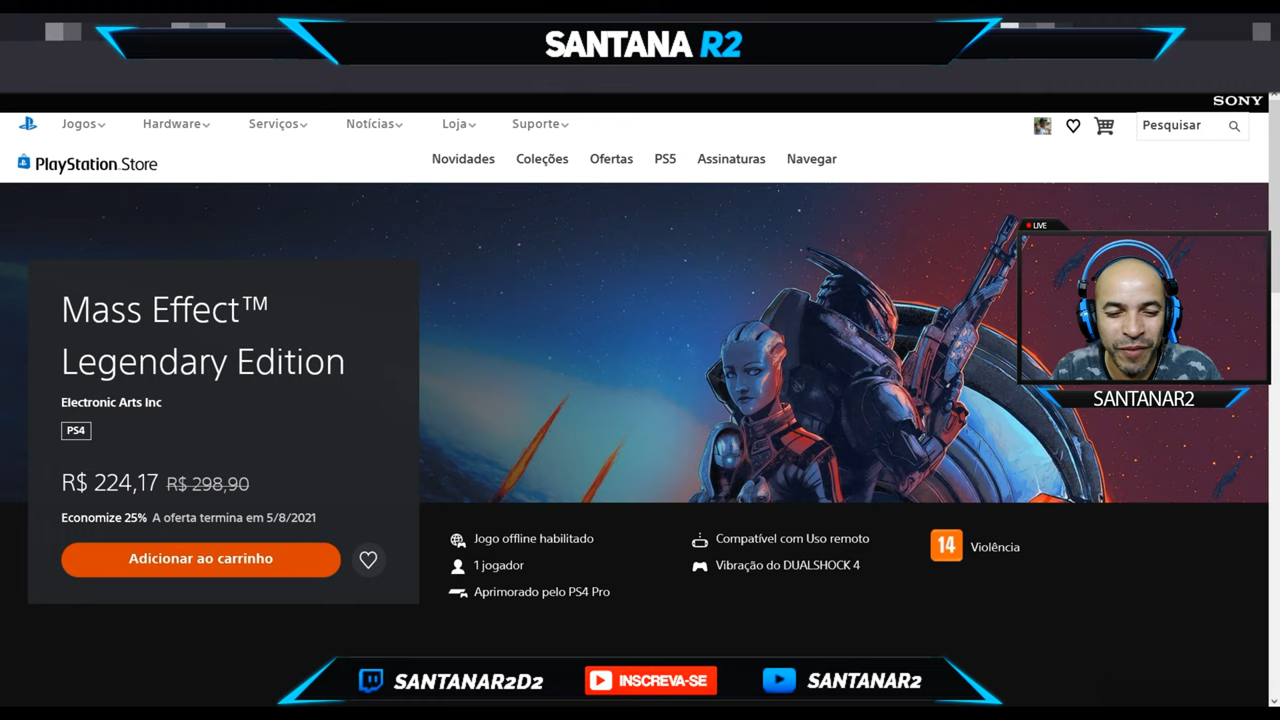 SANTANA R2
SONY
Jogos Hardware Serviços Notícias Loja Suporte Pesquisar
PlayStation Store
Novidades Coleções Ofertas PS5 Assinaturas Navegar
LIVE
Mass Effect™
Legendary Edition
Electronic Arts Inc
PS4
SANTANAR2
R$ 224,17 R$ 298,90
Economize 25% A oferta termina em 5/8/2021
Adicionar ao carrinho
Jogo offline habilitado
1 jogador
Aprimorado pelo PS4 Pro
Compatível com Uso remoto
Vibração do DUALSHOCK 4
14 Violência
SANTANAR2D2 INSCREVA-SE SANTANAR2